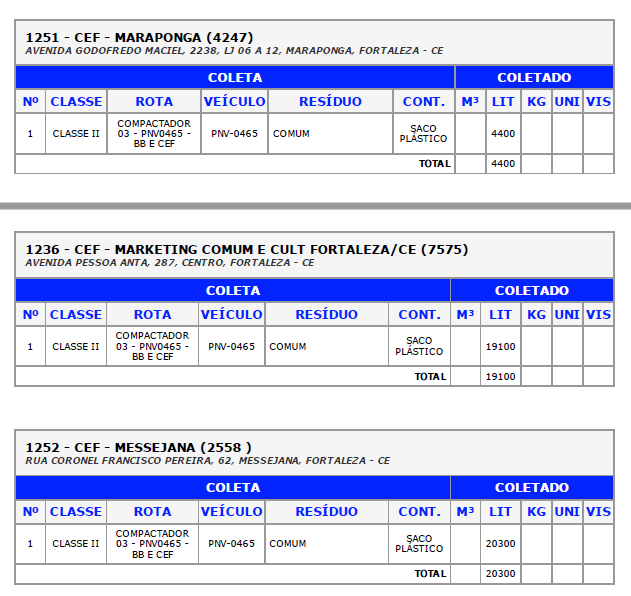 1251 - CEF - MARAPONGA (4247)
AVENIDA GODOFREDO MACIEL, 2238, LJ 06 A 12, MARAPONGA, FORTALEZA - CE
COLETA COLETADO
Nº CLASSE ROTA VEÍCULO RESÍDUO CONT. M³ LIT KG UNI VIS
1 CLASSE II COMPACTADOR 03 - PNV0465 - BB E CEF PNV-0465 COMUM SACO PLÁSTICO 4400
TOTAL 4400
1236 - CEF - MARKETING COMUM E CULT FORTALEZA/CE (7575)
AVENIDA PESSOA ANTA, 287, CENTRO, FORTALEZA - CE
COLETA COLETADO
Nº CLASSE ROTA VEÍCULO RESÍDUO CONT. M³ LIT KG UNI VIS
1 CLASSE II COMPACTADOR 03 - PNV0465 - BB E CEF PNV-0465 COMUM SACO PLÁSTICO 19100
TOTAL 19100
1252 - CEF - MESSEJANA (2558 )
RUA CORONEL FRANCISCO PEREIRA, 62, MESSEJANA, FORTALEZA - CE
COLETA COLETADO
Nº CLASSE ROTA VEÍCULO RESÍDUO CONT. M³ LIT KG UNI VIS
1 CLASSE II COMPACTADOR 03 - PNV0465 - BB E CEF PNV-0465 COMUM SACO PLÁSTICO 20300
TOTAL 20300